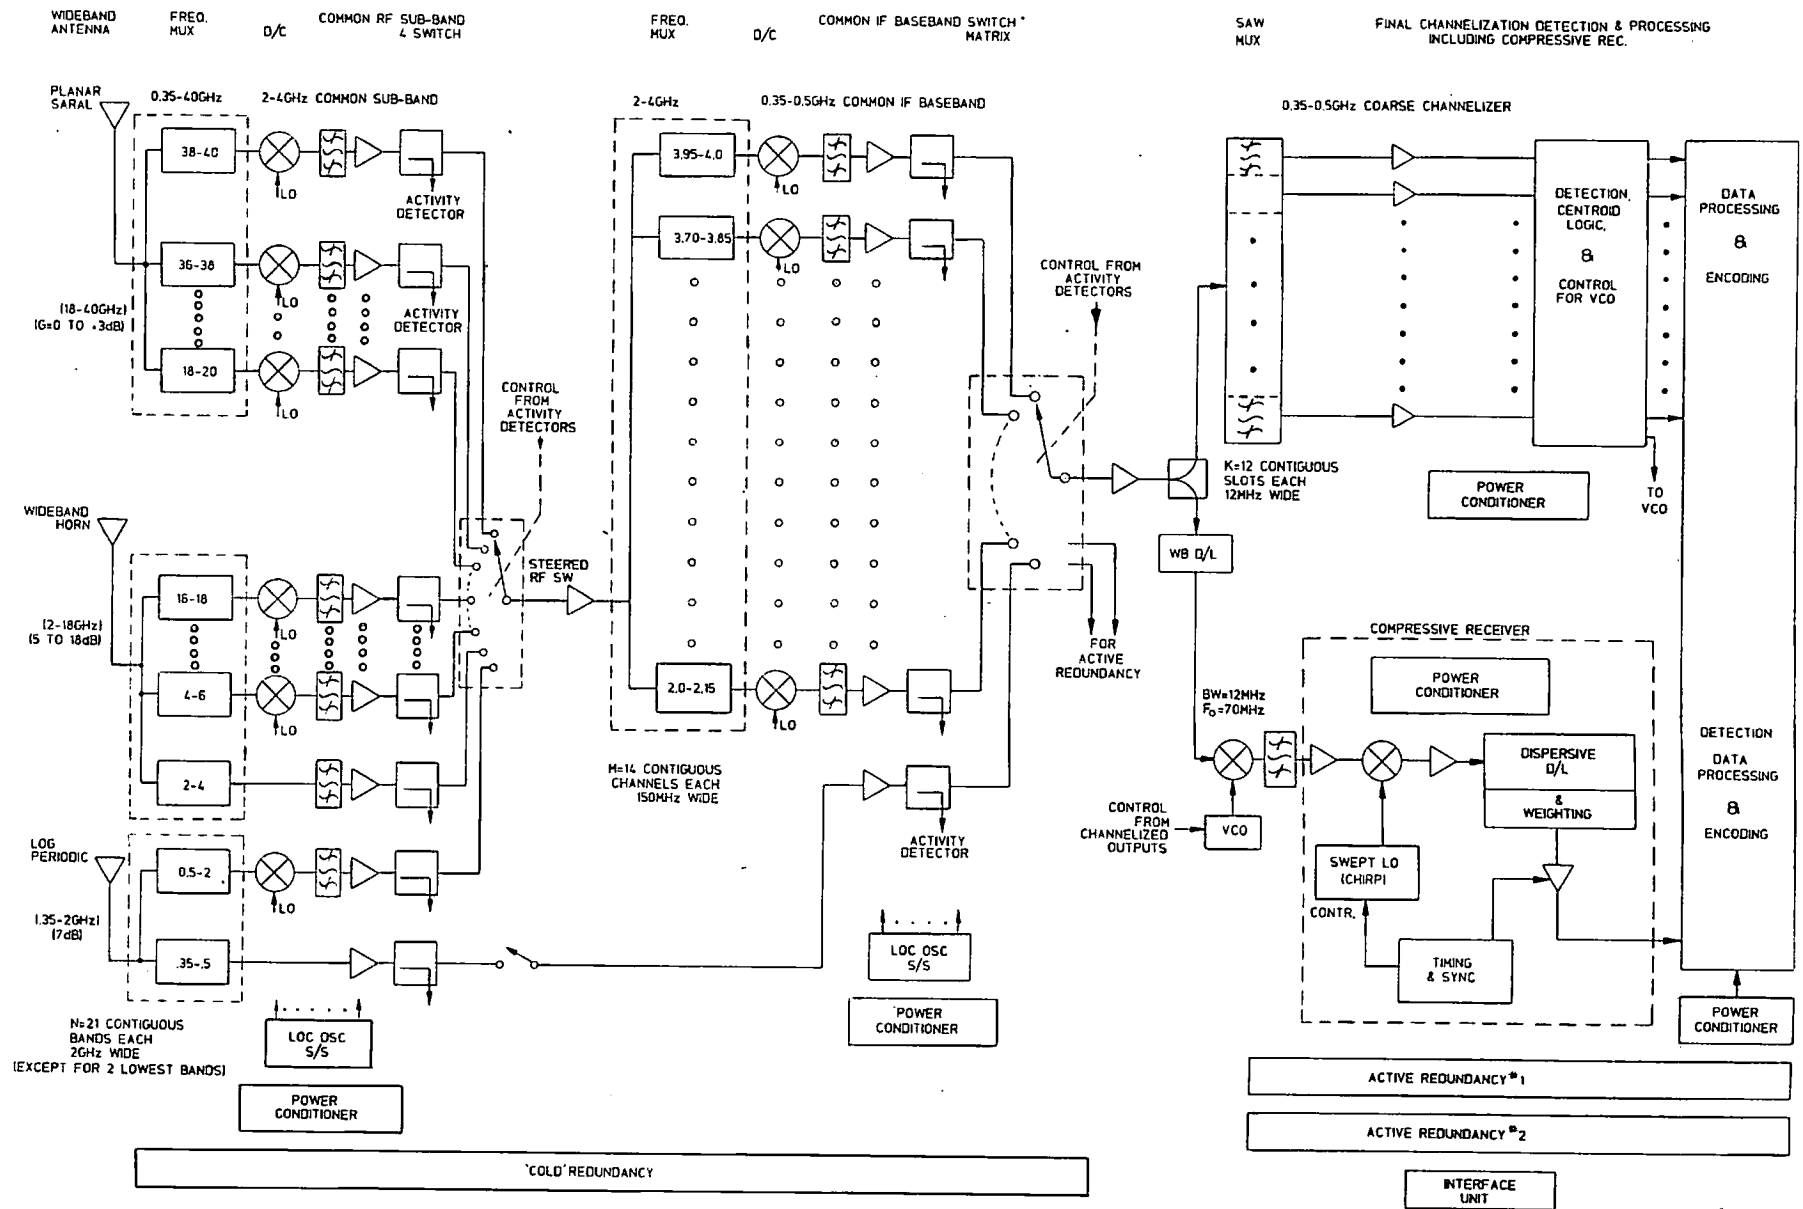 WIDEBAND
ANTENNA
FREQ.
MUX
D/C
COMMON RF SUB-BAND
& SWITCH
FREQ.
MUX
D/C
COMMON IF BASEBAND SWITCH*
MATRIX
SAW
MUX
FINAL CHANNELIZATION DETECTION & PROCESSING
INCLUDING COMPRESSIVE REC.
PLANAR
SARAL
0.35-40GHz
2-4GHz COMMON SUB-BAND
2-4GHz
0.35-0.5GHz COMMON IF BASEBAND
0.35-0.5GHz COARSE CHANNELIZER
38-40
LO
ACTIVITY
DETECTOR
36-38
LO
ACTIVITY
DETECTOR
(18-40GHz)
(G=0 TO +3dB)
18-20
LO
CONTROL
FROM
ACTIVITY
DETECTORS
3.95-4.0
LO
3.70-3.85
LO
CONTROL FROM
ACTIVITY
DETECTORS
DETECTION,
CENTROID
LOGIC,
&
CONTROL
FOR VCO
DATA
PROCESSING
&
ENCODING
K=12 CONTIGUOUS
SLOTS EACH
12MHz WIDE
POWER
CONDITIONER
TO
VCO
WIDEBAND
HORN
16-18
LO
(2-18GHz)
(5 TO 18dB)
4-6
LO
2-4
STEERED
RF SW
2.0-2.15
LO
M=14 CONTIGUOUS
CHANNELS EACH
150MHz WIDE
FOR
ACTIVE
REDUNDANCY
WB D/L
COMPRESSIVE RECEIVER
POWER
CONDITIONER
BW=12MHz
F₀=70MHz
DISPERSIVE
D/L
&
WEIGHTING
DETECTION
DATA
PROCESSING
&
ENCODING
CONTROL
FROM
CHANNELIZED
OUTPUTS
VCO
SWEPT LO
(CHIRP)
CONTR.
TIMING
& SYNC
ACTIVITY
DETECTOR
LOG
PERIODIC
0.5-2
LO
(.35-2GHz)
(7dB)
.35-.5
LOC OSC
S/S
POWER
CONDITIONER
N=21 CONTIGUOUS
BANDS EACH
2GHz WIDE
(EXCEPT FOR 2 LOWEST BANDS)
LOC OSC
S/S
POWER
CONDITIONER
POWER
CONDITIONER
ACTIVE REDUNDANCY #1
ACTIVE REDUNDANCY #2
'COLD' REDUNDANCY
INTERFACE
UNIT